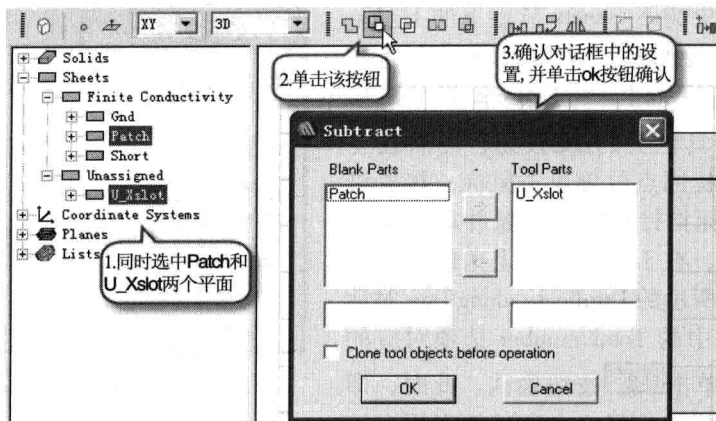 XY
3D
Solids
Sheets
Finite Conductivity
Gnd
Patch
Short
Unassigned
U_Xslot
Coordinate Systems
Planes
Lists
1.同时选中Patch和
U_Xslot两个平面
2.单击该按钮
3.确认对话框中的设
置, 并单击ok按钮确认
Subtract
Blank Parts
-
Tool Parts
Patch
U_Xslot
Clone tool objects before operation
OK
Cancel